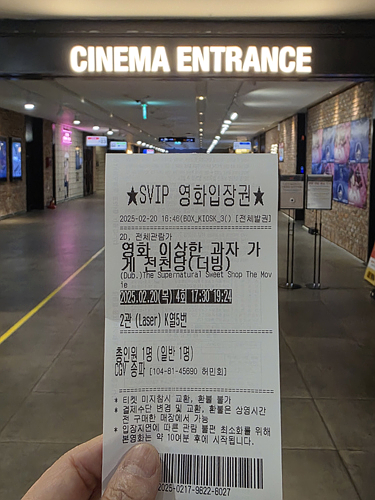 CINEMA ENTRANCE
★SVIP 영화입장권★
2025-02-20 16:46(BOX_KIOSK_3() [전체발권]
2D, 전체관람가
영화 이상한 과자 가
게 전천당(더빙)
(Dub.)The Supernatural Sweet Shop The Mov
ie
2025.02.20(목) 4회 17:30 19:24
2관 (Laser) K열5번
총인원 1명 (일반 1명)
CGV 송파 [104-81-45690 허민회]
* 티켓 미지참시 교환, 환불 불가
* 결제수단 변경 및 교환, 환불은 상영시간
전 구매한 매장에서 가능
* 입장지연에 따른 관람 불편 최소화를 위해
본영화는 약 10여분 후에 시작됩니다.
2025-0217-9622-6027